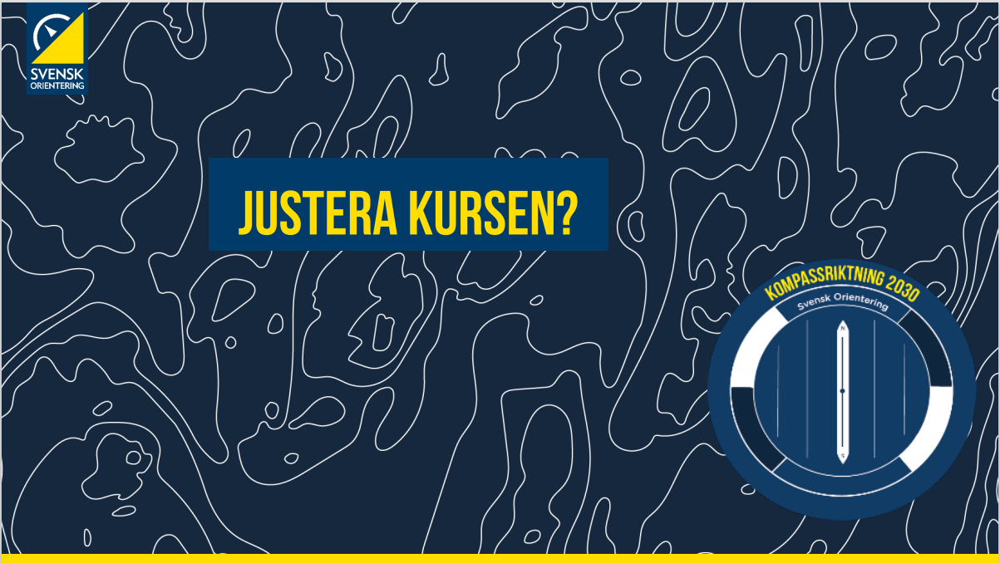 SVENSK
ORIENTERING
JUSTERA KURSEN?
KOMPASSRIKTNING 2030
Svensk Orientering
N
S